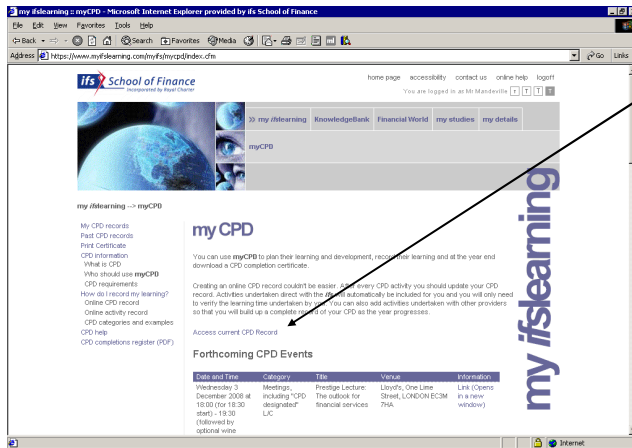 my ifslearning :: myCPD - Microsoft Internet Explorer provided by ifs School of Finance
File Edit View Favorites Tools Help
Back Search Favorites Media
Address https://www.myifslearning.com/myifs/mycpd/index.cfm Go Links
ifs School of Finance
Incorporated by Royal Charter
home page accessibility contact us online help logoff
You are logged in as Mr Mandeville T T T T
>> my ifslearning KnowledgeBank Financial World my studies my details
myCPD
my ifslearning --> myCPD
My CPD records
Past CPD records
Print Certificate
CPD information
What is CPD
Who should use myCPD
CPD requirements
How do I record my learning?
Online CPD record
Online activity record
CPD categories and examples
CPD help
CPD completions register (PDF)
my CPD
You can use myCPD to plan their learning and development, record their learning and at the year end
download a CPD completion certificate.
Creating an online CPD record couldn't be easier. After every CPD activity you should update your CPD
record. Activities undertaken direct with the ifs will automatically be included for you and you will only need
to verify the learning time undertaken by you. You can also add activities undertaken with other providers
so that you will build up a complete record of your CPD as the year progresses.
Access current CPD Record
Forthcoming CPD Events
Date and Time Category Title Venue Information
Wednesday 3 Meetings, Prestige Lecture: Lloyd's, One Lime Link (Opens
December 2008 at including "CPD The outlook for Street, LONDON EC3M in a new
18:00 (for 18:30 designated" financial services 7HA window)
start) - 19:30 L/C
(followed by
optional wine
my ifslearning
Internet